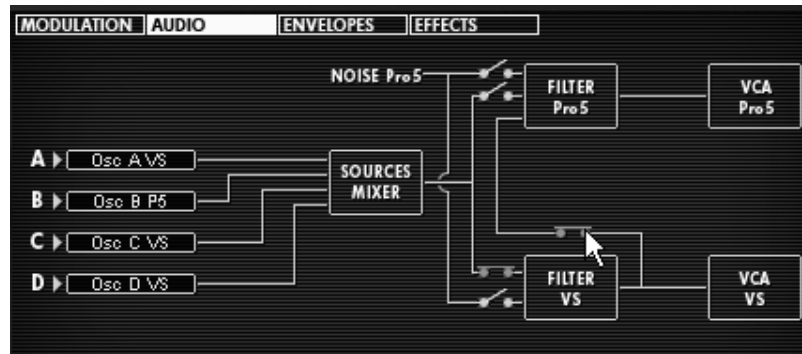 MODULATION AUDIO ENVELOPES EFFECTS
NOISE Pro5
FILTER
Pro5
VCA
Pro5
A Osc A VS
B Osc B P5
C Osc C VS
D Osc D VS
SOURCES
MIXER
FILTER
VS
VCA
VS